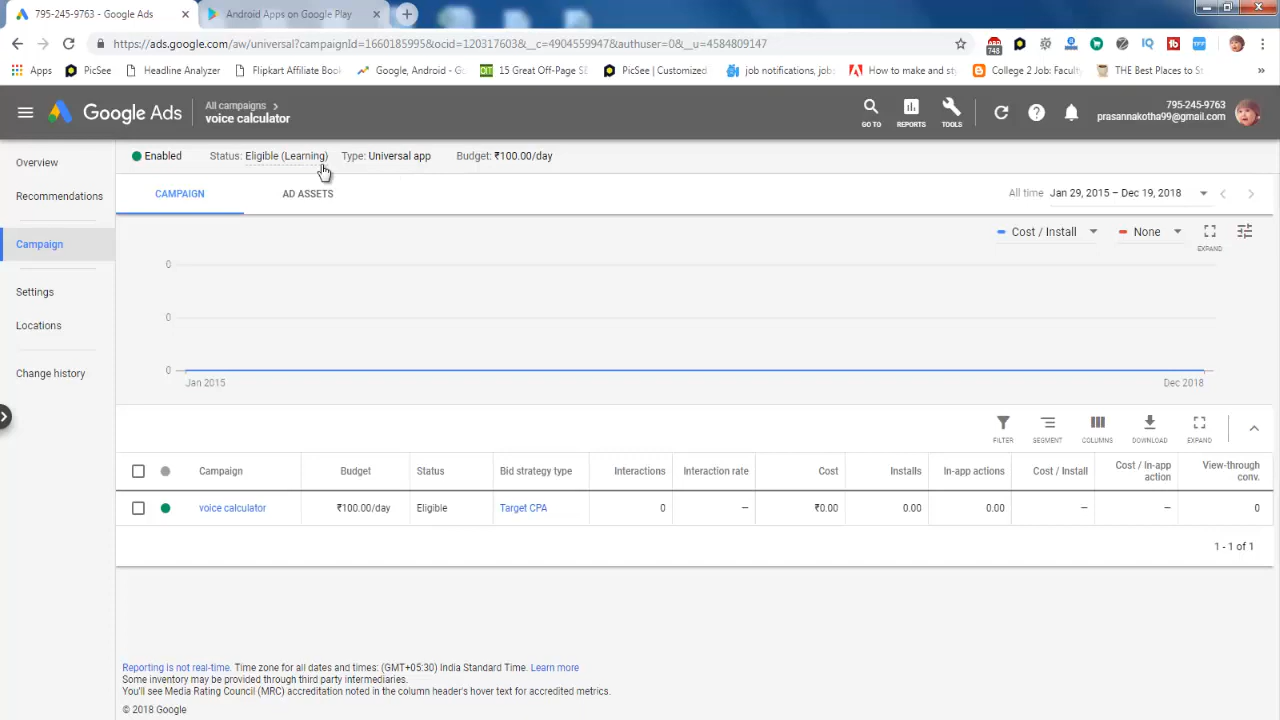 795-245-9763 - Google Ads
Android Apps on Google Play
https://ads.google.com/aw/universl?campaignId=1660185995&ocid=120317603&__c=4904559947&authuser=0&__u=4584809147
748
Apps
PicSee
Headline Analyzer
Flipkart Affiliate Boo
Google, Android - G
15 Great Off-Page S
PicSee | Customized
job notifications, job
How to make and st
College 2 Job: Facult
THE Best Places to S
Google Ads
All campaigns
voice calculator
GO TO
REPORTS
TOOLS
795-245-9763
prasannakotha99@gmail.com
Overview
Recommendations
Campaign
Settings
Locations
Change history
Enabled
Status: Eligible (Learning)
Type: Universal app
Budget: ₹100.00/day
CAMPAIGN
AD ASSETS
All time
Jan 29, 2015 – Dec 19, 2018
Cost / Install
None
EXPAND
0
0
0
Jan 2015
Dec 2018
FILTER
SEGMENT
COLUMNS
DOWNLOAD
EXPAND
Campaign
Budget
Status
Bid strategy type
Interactions
Interaction rate
Cost
Installs
In-app actions
Cost / Install
Cost / In-app
action
View-through
conv.
voice calculator
₹100.00/day
Eligible
Target CPA
0
–
₹0.00
0.00
0.00
–
–
0
1 - 1 of 1
Reporting is not real-time. Time zone for all dates and times: (GMT+05:30) India Standard Time. Learn more
Some inventory may be provided through third party intermediaries.
You'll see Media Rating Council (MRC) accreditation noted in the column header's hover text for accredited metrics.
© 2018 Google